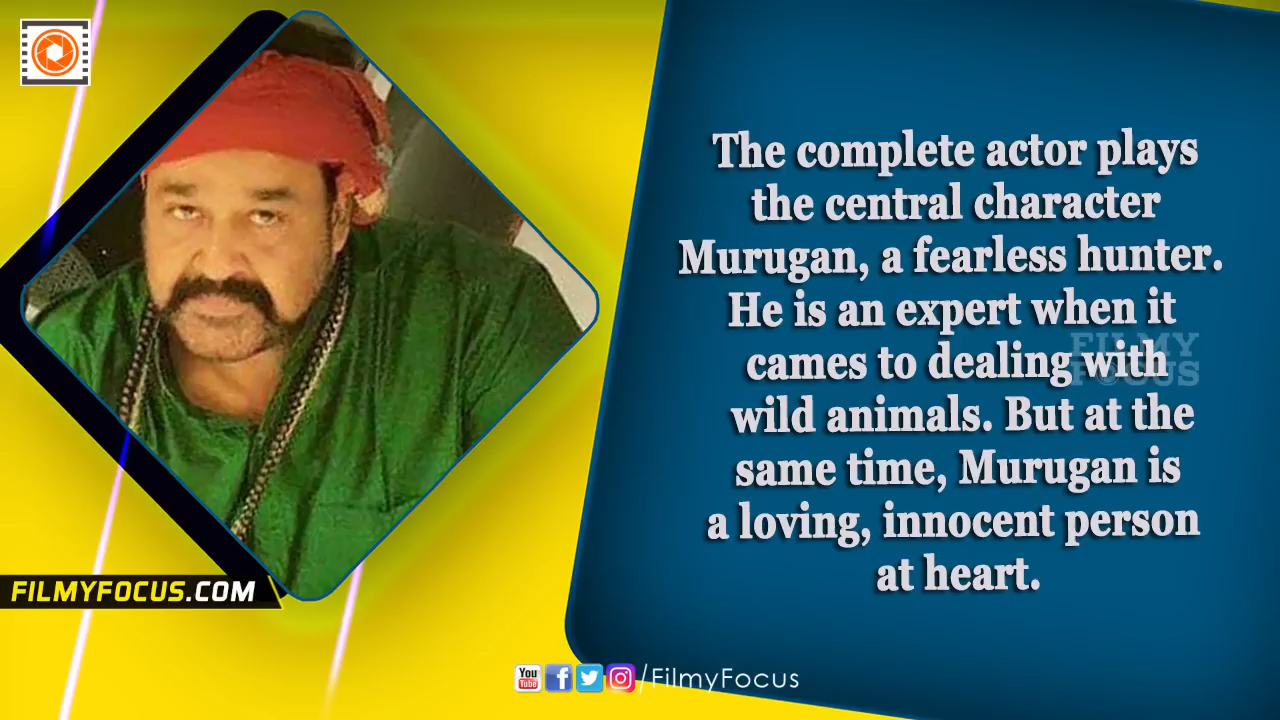 The complete actor plays
the central character
Murugan, a fearless hunter.
He is an expert when it
cames to dealing with
wild animals. But at the
same time, Murugan is
a loving, innocent person
at heart.
FILMY
FOCUS
FILMYFOCUS.COM
You
Tube
f
/FilmyFocus